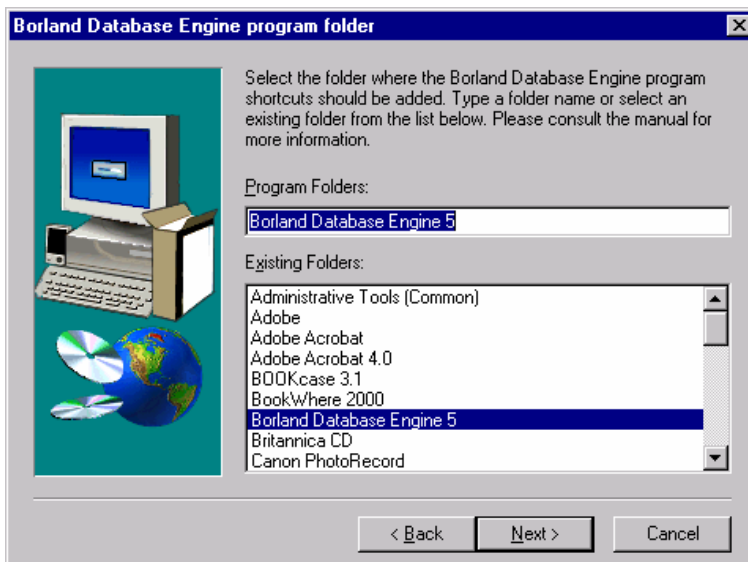 Borland Database Engine program folder
Select the folder where the Borland Database Engine program
shortcuts should be added. Type a folder name or select an
existing folder from the list below. Please consult the manual for
more information.
Program Folders:
Borland Database Engine 5
Existing Folders:
Administrative Tools (Common)
Adobe
Adobe Acrobat
Adobe Acrobat 4.0
BOOKcase 3.1
BookWhere 2000
Borland Database Engine 5
Britannica CD
Canon PhotoRecord
< Back
Next >
Cancel